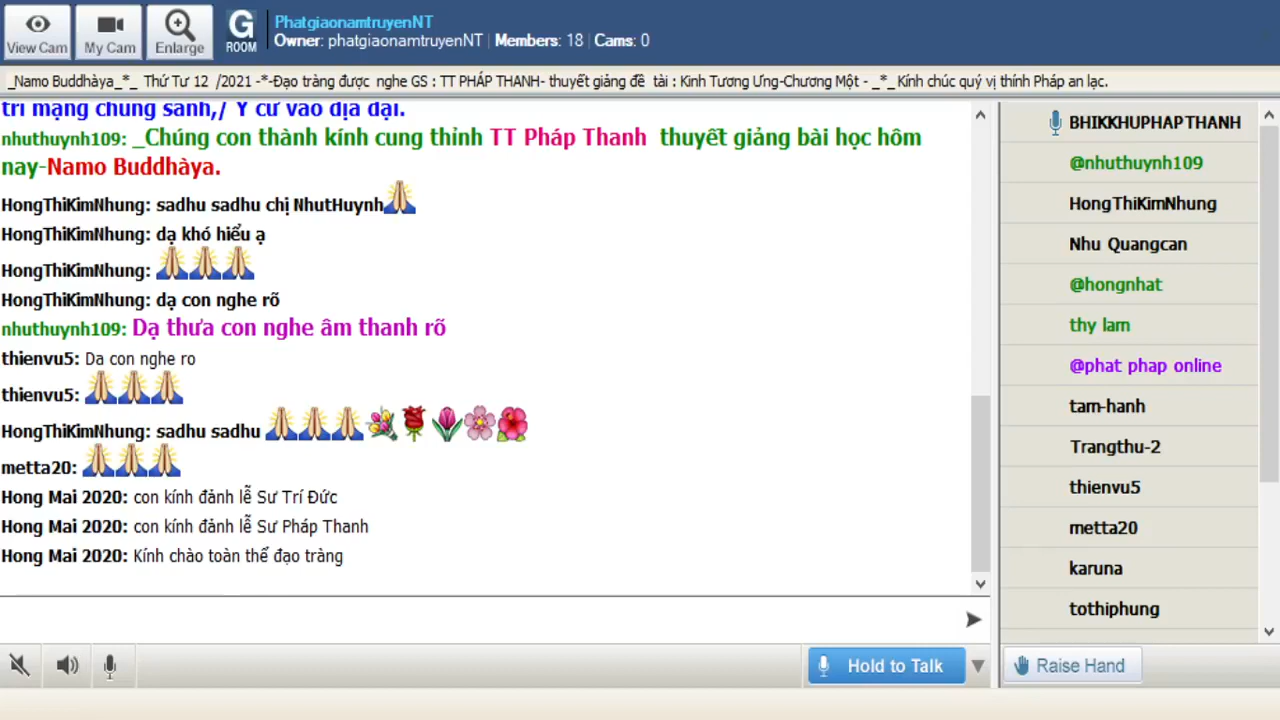 View Cam
My Cam
Enlarge
G
ROOM
PhatgiaonamtruyenNT
Owner: phatgiaonamtruyenNT | Members: 18 | Cams: 0
_Namo Buddhàya_*_ Thứ Tư 12 /2021 -*-Đạo tràng được nghe GS : TT PHÁP THANH- thuyết giảng đề tài : Kinh Tương Ưng-Chương Một - _*_ Kính chúc quý vị thính Pháp an lạc.
trì mạng chúng sanh,/ Y cứ vào địa đại.
nhuthuynh109: _Chúng con thành kính cung thỉnh TT Pháp Thanh thuyết giảng bài học hôm
nay-Namo Buddhàya.
HongThiKimNhung: sadhu sadhu chị NhutHuynh
HongThiKimNhung: dạ khó hiểu ạ
HongThiKimNhung:
HongThiKimNhung: dạ con nghe rõ
nhuthuynh109: Dạ thưa con nghe âm thanh rõ
thienvu5: Da con nghe ro
thienvu5:
HongThiKimNhung: sadhu sadhu
metta20:
Hong Mai 2020: con kính đảnh lễ Sư Trí Đức
Hong Mai 2020: con kính đảnh lễ Sư Pháp Thanh
Hong Mai 2020: Kính chào toàn thể đạo tràng
BHIKKHUPHAPTHANH
@nhuthuynh109
HongThiKimNhung
Nhu Quangcan
@hongnhat
thy lam
@phat phap online
tam-hanh
Trangthu-2
thienvu5
metta20
karuna
tothiphung
Hold to Talk
Raise Hand